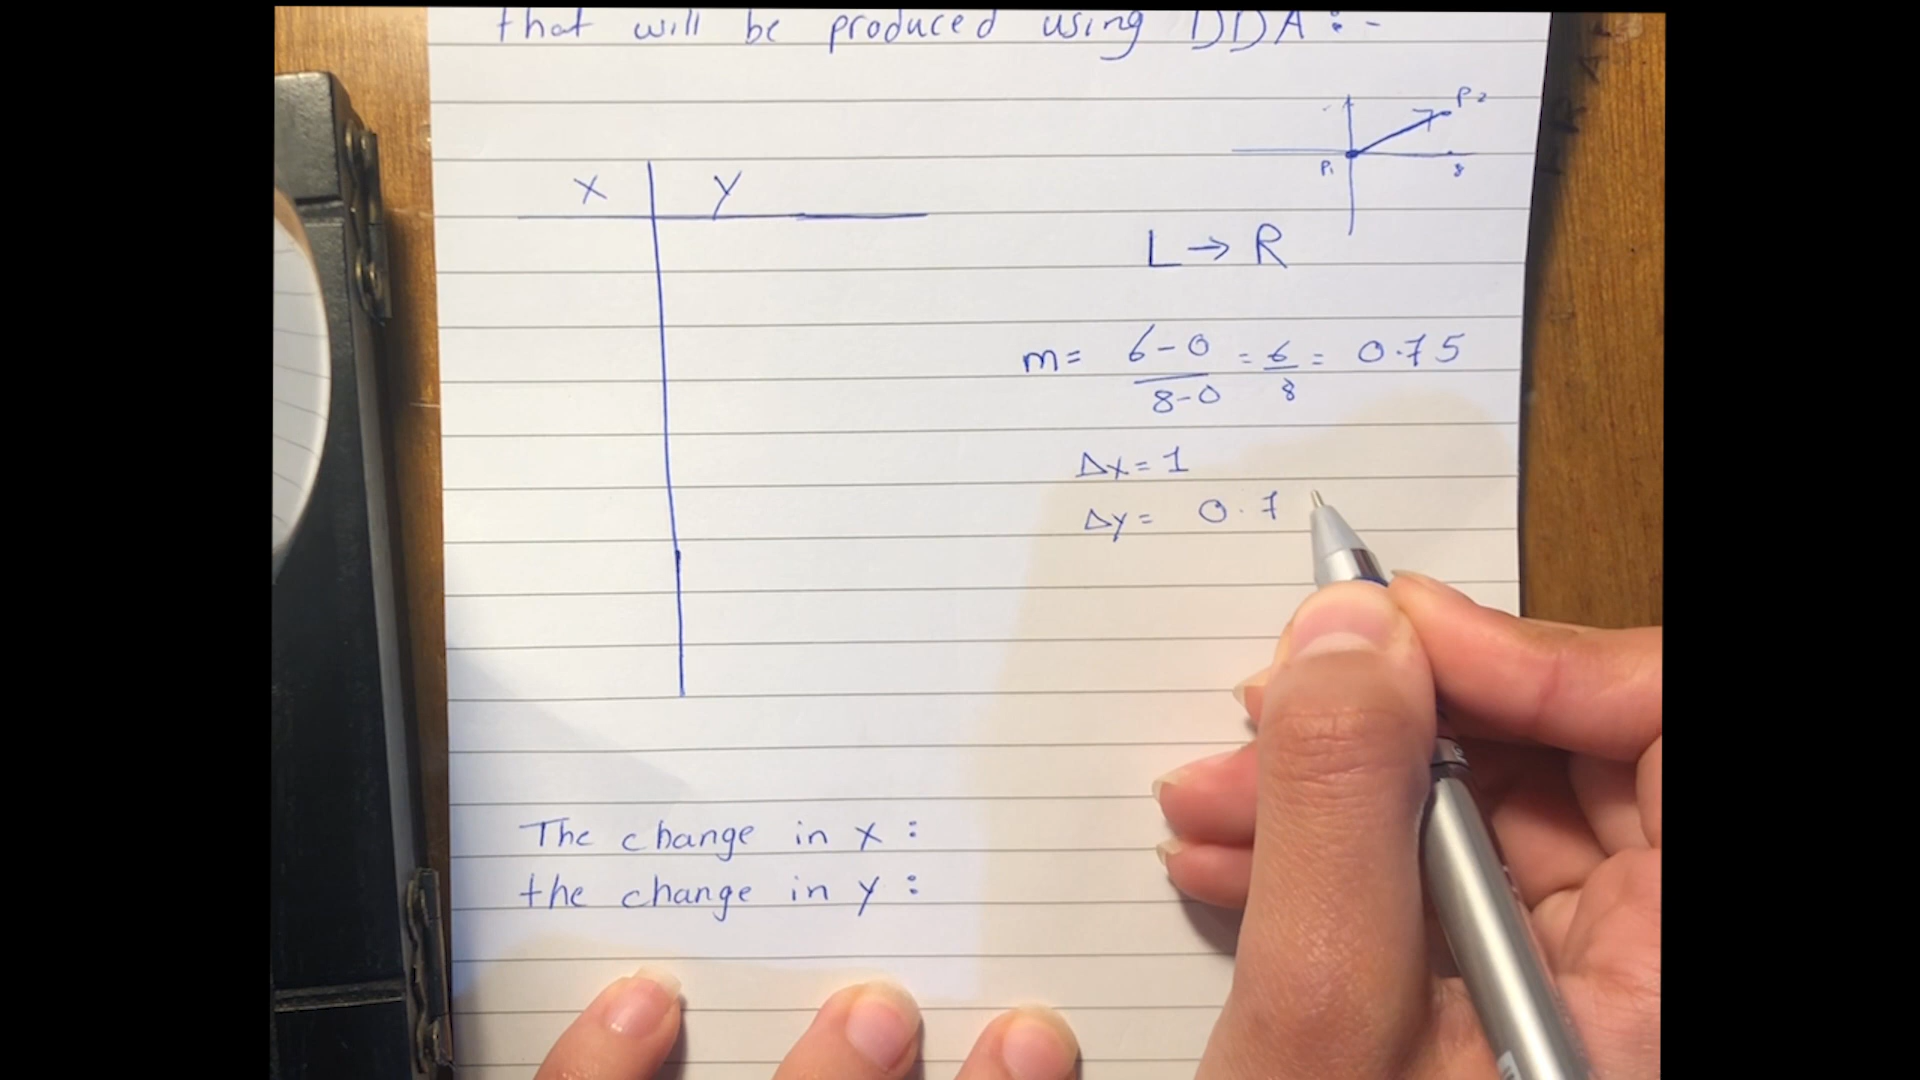 that will be produced using DDA:-
P2
P1
8
X Y
L → R
m= 6-0/8-0 = 6/8 = 0.75
Δx= 1
Δy= 0.7
The change in x :
the change in y :